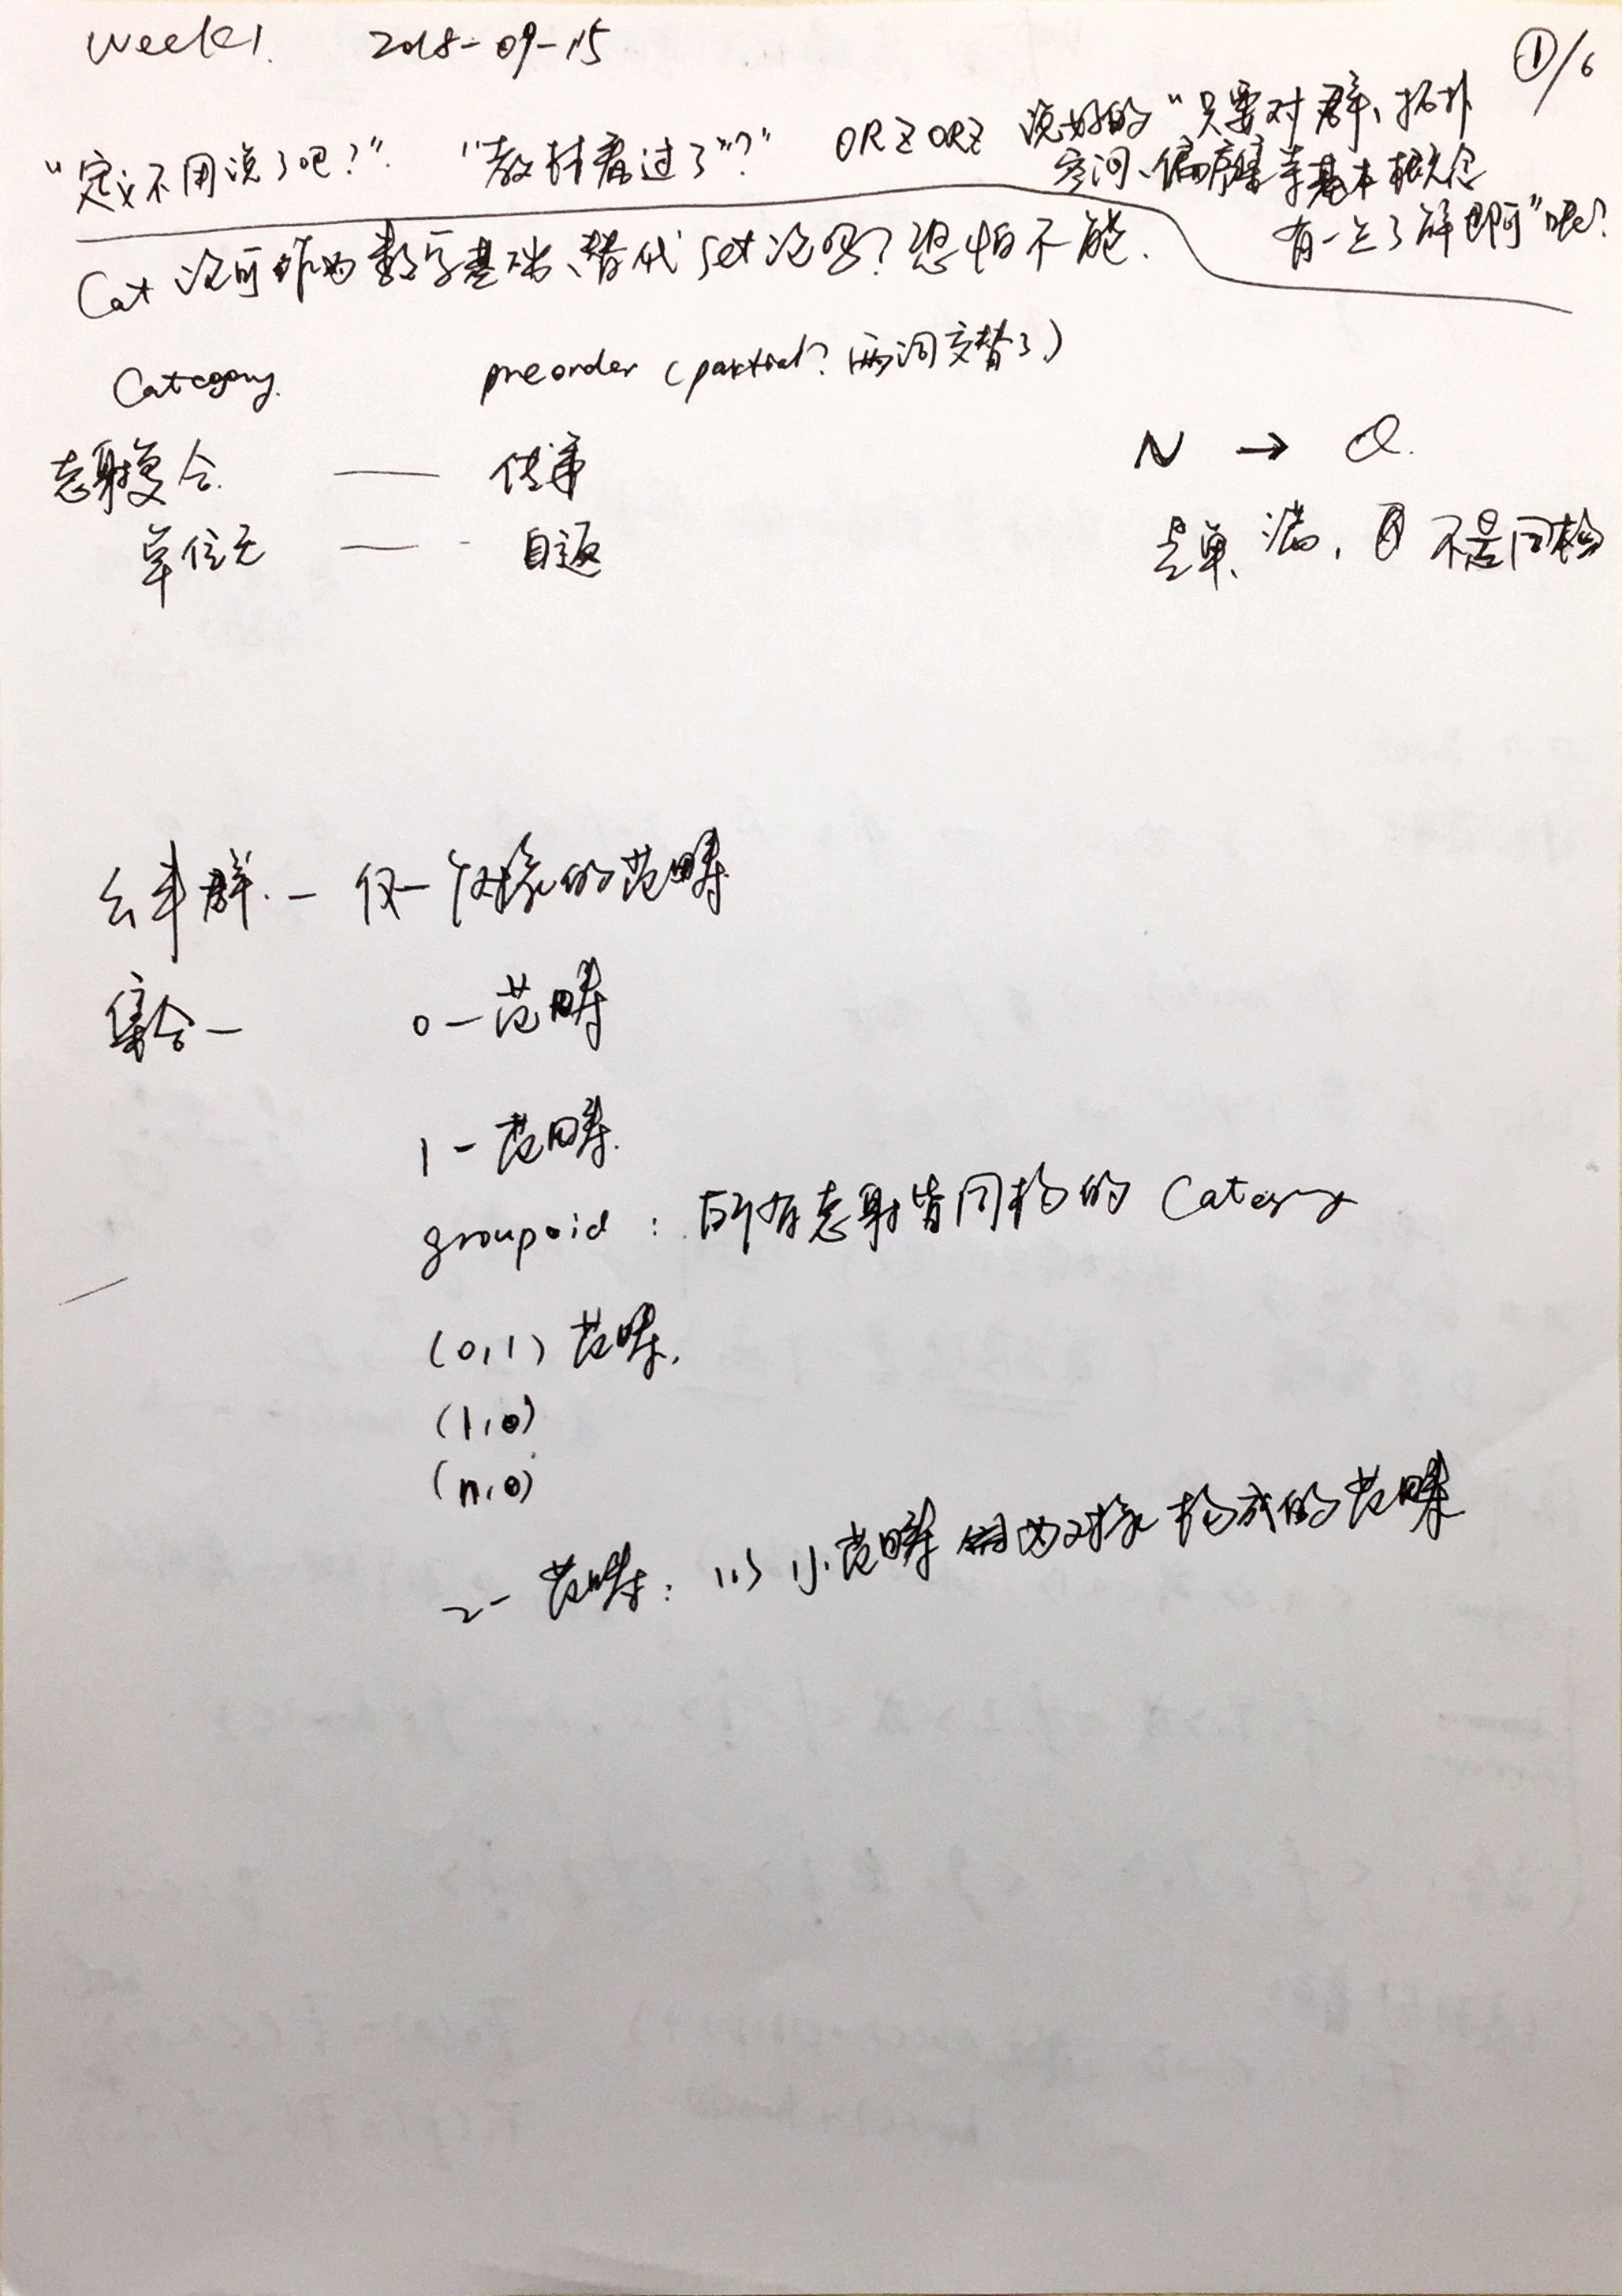 Week1. 2018-09-15 ①/6
"定义不用说了吧?". "教材看过了"?" ORZ ORZ 说好的 "只要对群、拓扑
空间、偏序集等基本概念
有一点了解即可"呢?
Cat 论可作为数学基础、替代 Set 论吗? 恐怕不能.
Category. preorder (partial? 两词交替了)
态射复合. —— 传递
单位元 —— 自返
N → Q.
是单、满, 不是同构
幺半群. — 仅一个对象的范畴
集合 — 0-范畴
1-范畴.
groupoid : 所有态射皆同构的 Category
(0,1) 范畴.
(1,0)
(n,0)
2-范畴: 以小范畴 为对象构成的范畴